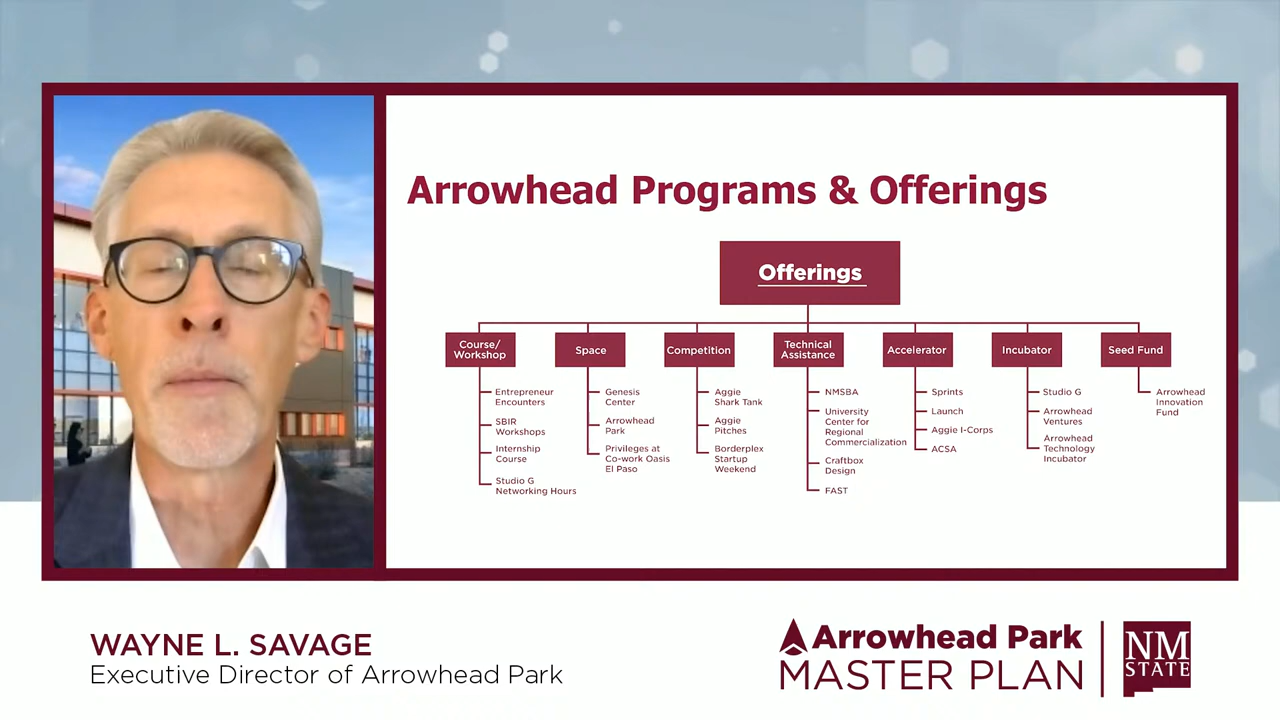 Arrowhead Programs & Offerings
Offerings
Course/
Workshop
Entrepreneur
Encounters
SBIR
Workshops
Internship
Course
Studio G
Networking Hours
Space
Genesis
Center
Arrowhead
Park
Privileges at
Co-work Oasis
El Paso
Competition
Aggie
Shark Tank
Aggie
Pitches
Borderplex
Startup
Weekend
Technical
Assistance
NMSBA
University
Center for
Regional
Commercialization
Craftbox
Design
FAST
Accelerator
Sprints
Launch
Aggie I-Corps
ACSA
Incubator
Studio G
Arrowhead
Ventures
Arrowhead
Technology
Incubator
Seed Fund
Arrowhead
Innovation
Fund
WAYNE L. SAVAGE
Executive Director of Arrowhead Park
Arrowhead Park
MASTER PLAN
NM
STATE